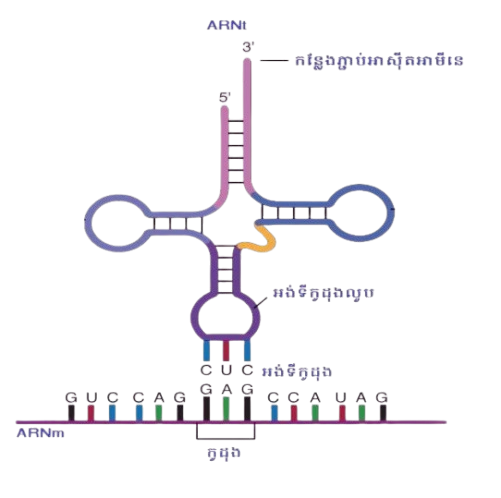 ARNt
3'
កន្លែងភ្ជាប់អាស៊ីតអាមីនេ
5'
អង់ទីកូដុងលូប
C U C
អង់ទីកូដុង
G U C C A G G A G C C A U A G
ARNm
កូដុង